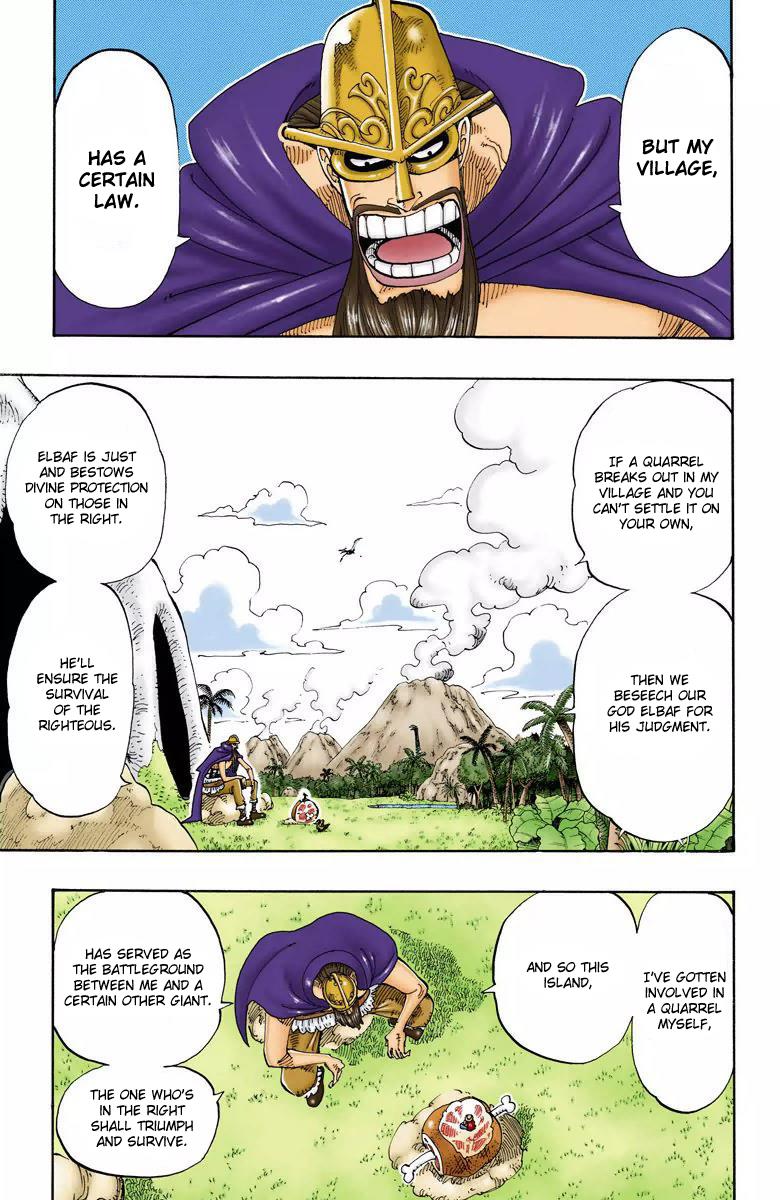 BUT MY
VILLAGE,
HAS A
CERTAIN
LAW.
IF A QUARREL
BREAKS OUT IN MY
VILLAGE AND YOU
CAN'T SETTLE IT ON
YOUR OWN,
THEN WE
BESEECH OUR
GOD ELBAF FOR
HIS JUDGMENT.
ELBAF IS JUST
AND BESTOWS
DIVINE PROTECTION
ON THOSE IN
THE RIGHT.
HE'LL
ENSURE THE
SURVIVAL
OF THE
RIGHTEOUS.
I'VE GOTTEN
INVOLVED IN
A QUARREL
MYSELF,
AND SO THIS
ISLAND,
HAS SERVED AS
THE BATTLEGROUND
BETWEEN ME AND A
CERTAIN OTHER GIANT.
THE ONE WHO'S
IN THE RIGHT
SHALL TRIUMPH
AND SURVIVE.